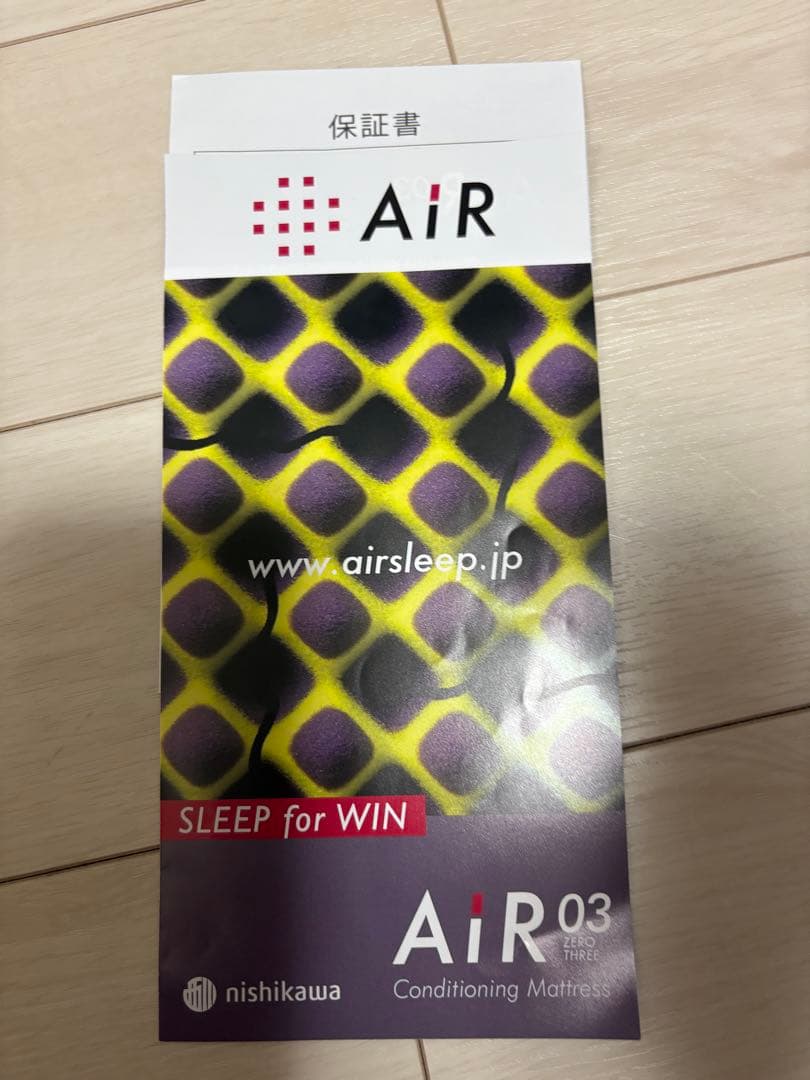 保証書
AiR
www.airsleep.jp
SLEEP for WIN
AiR 03
ZERO
THREE
nishikawa
Conditioning Mattress